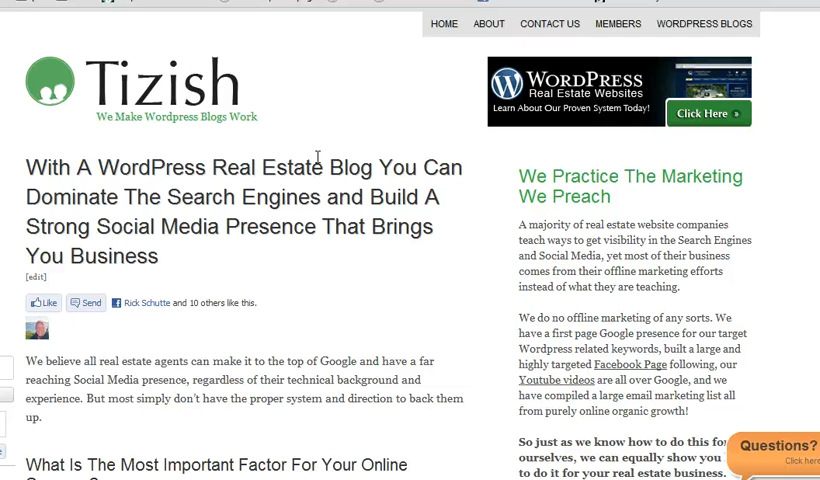 HOME ABOUT CONTACT US MEMBERS WORDPRESS BLOGS
Tizish
We Make Wordpress Blogs Work
WORDPRESS
Real Estate Websites
Learn About Our Proven System Today!
Click Here »
With A WordPress Real Estate Blog You Can
Dominate The Search Engines and Build A
Strong Social Media Presence That Brings
You Business
[edit]
Like Send Rick Schutte and 10 others like this.
We believe all real estate agents can make it to the top of Google and have a far
reaching Social Media presence, regardless of their technical background and
experience. But most simply don't have the proper system and direction to back them
up.
What Is The Most Important Factor For Your Online
We Practice The Marketing
We Preach
A majority of real estate website companies
teach ways to get visibility in the Search Engines
and Social Media, yet most of their business
comes from their offline marketing efforts
instead of what they are teaching.
We do no offline marketing of any sorts. We
have a first page Google presence for our target
Wordpress related keywords, built a large and
highly targeted Facebook Page following, our
Youtube videos are all over Google, and we
have compiled a large email marketing list all
from purely online organic growth!
So just as we know how to do this for
ourselves, we can equally show you
to do it for your real estate business.
Questions?
Click here